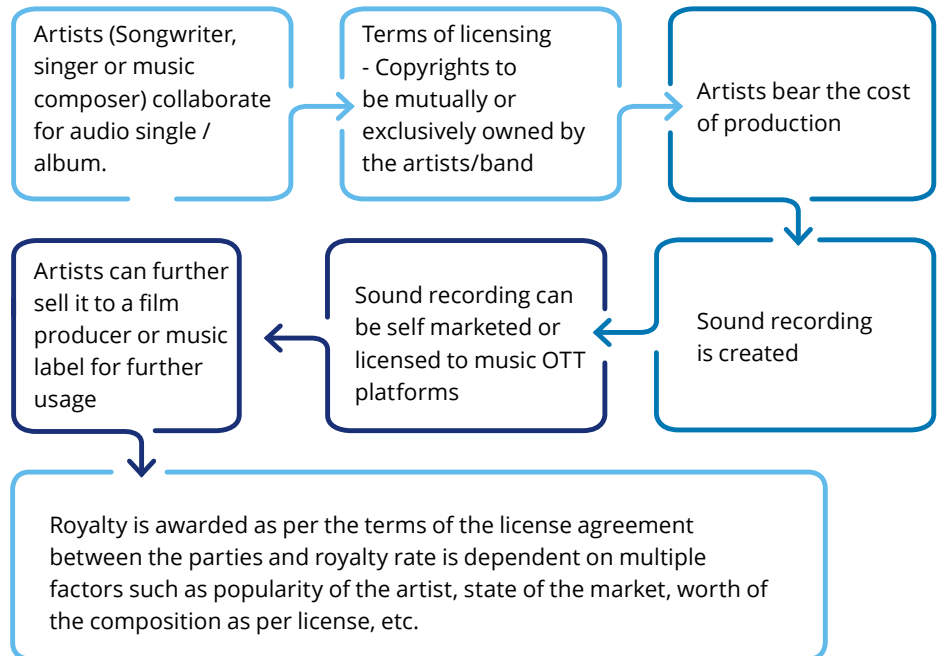 Artists (Songwriter,
singer or music
composer) collaborate
for audio single /
album.
Terms of licensing
- Copyrights to
be mutually or
exclusively owned by
the artists/band
Artists bear the cost
of production
Sound recording
is created
Sound recording can
be self marketed or
licensed to music OTT
platforms
Artists can further
sell it to a film
producer or music
label for further
usage
Royalty is awarded as per the terms of the license agreement
between the parties and royalty rate is dependent on multiple
factors such as popularity of the artist, state of the market, worth of
the composition as per license, etc.